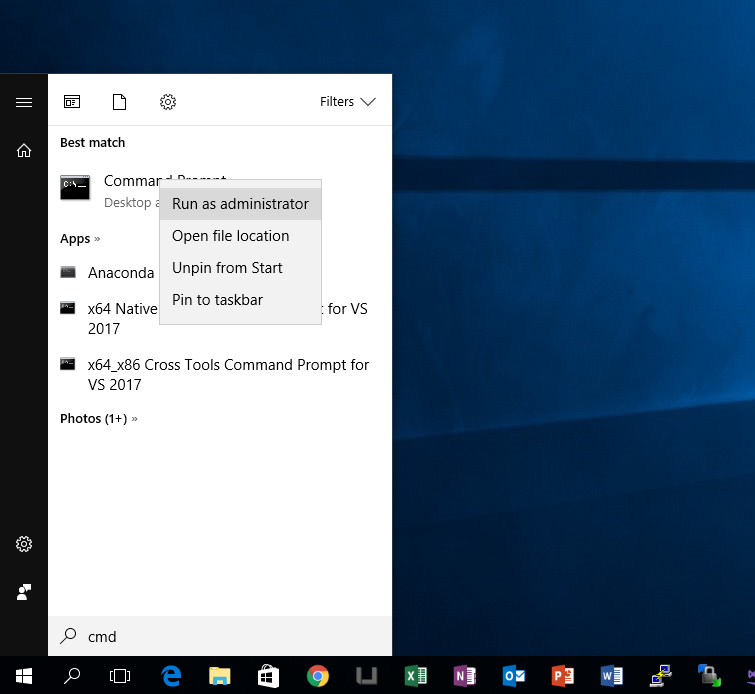 Filters
Best match
Command Prompt
Desktop a
Run as administrator
Open file location
Unpin from Start
Pin to taskbar
Apps »
Anaconda
x64 Native
t for VS
2017
x64_x86 Cross Tools Command Prompt for
VS 2017
Photos (1+) »
cmd